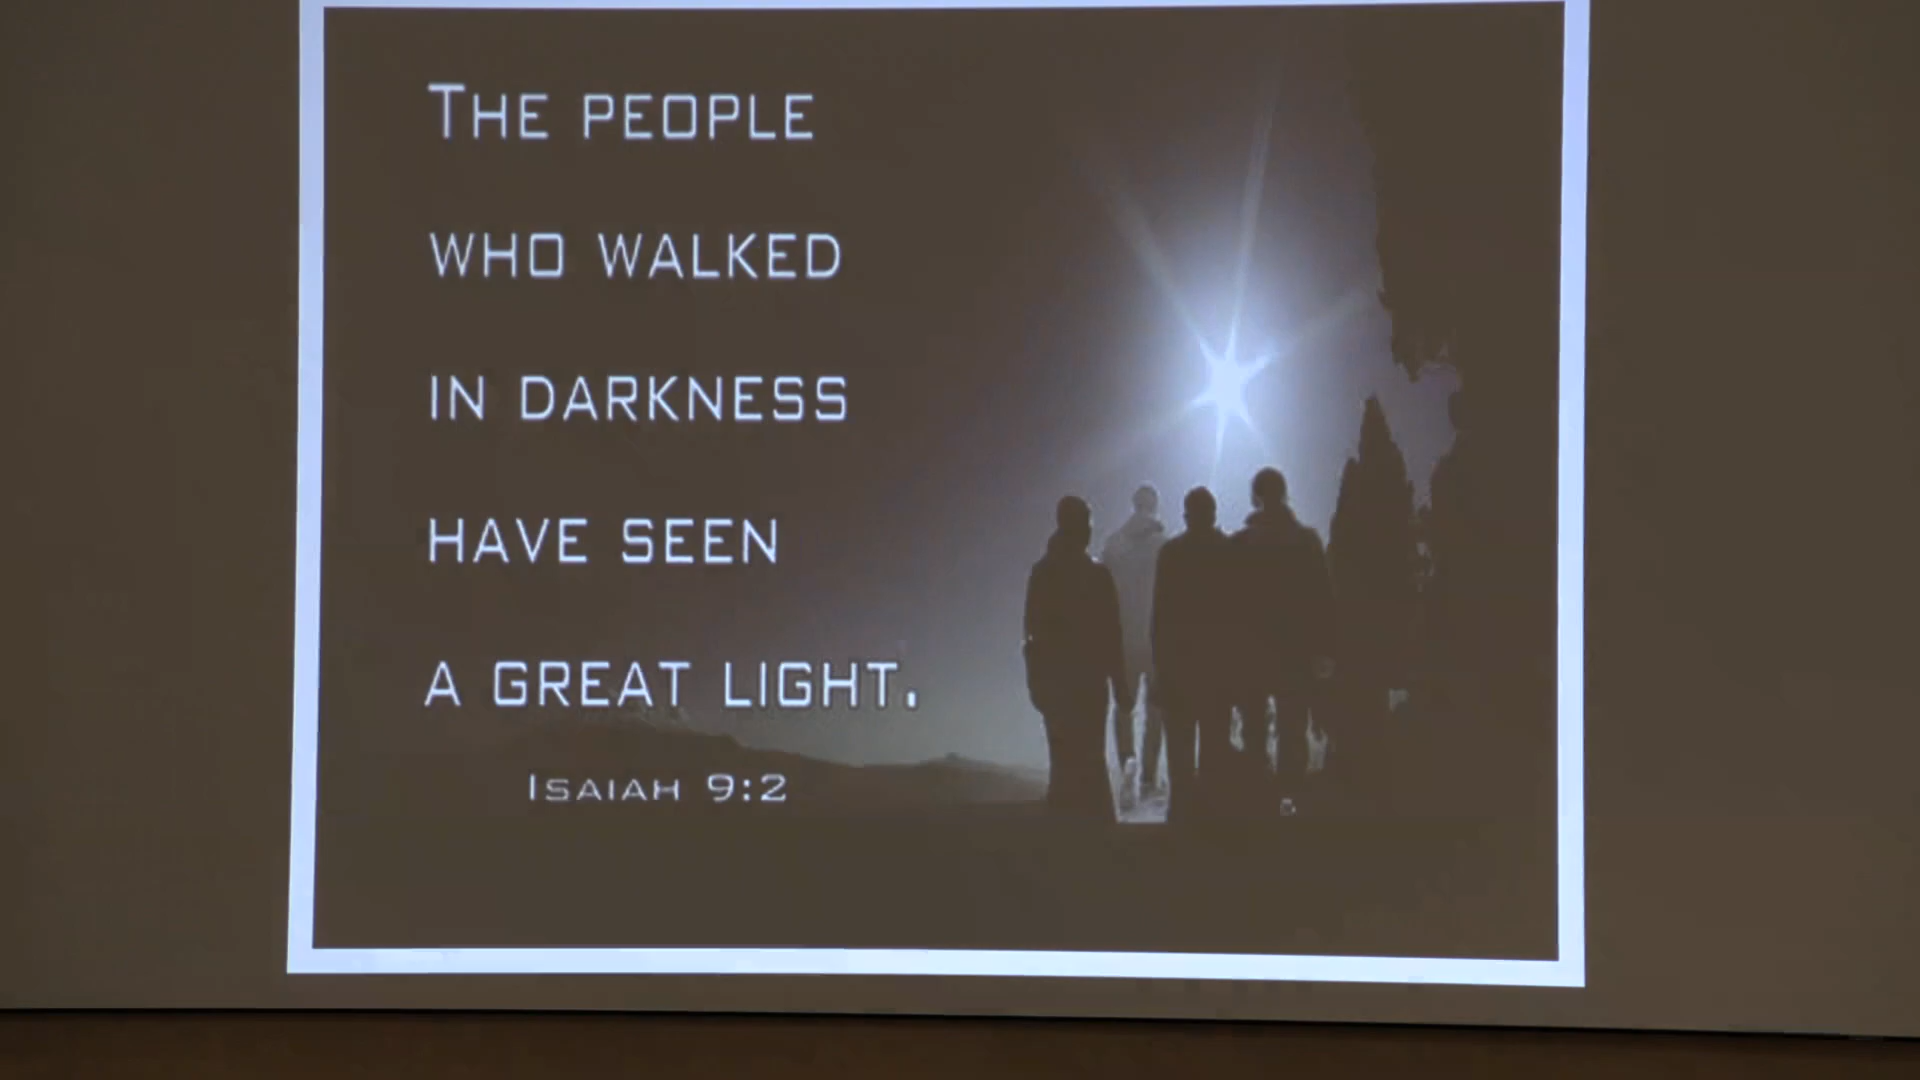 The people
who walked
in darkness
have seen
a great light.
Isaiah 9:2